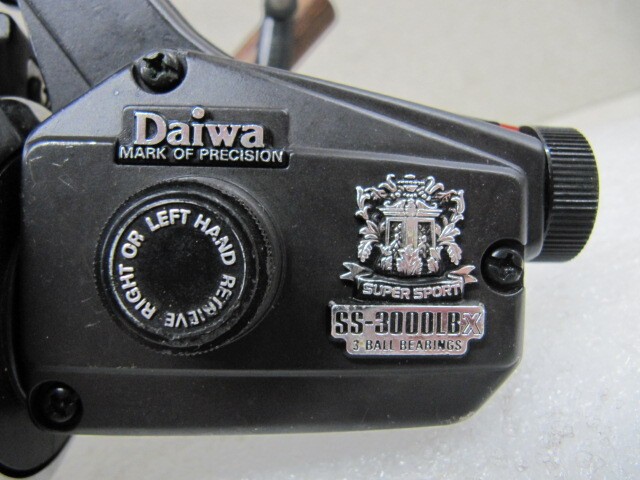 Daiwa
MARK OF PRECISION
RIGHT OR LEFT HAND RETRIEVE
SUPER SPORT
SS-3000LBX
3 BALL BEARINGS